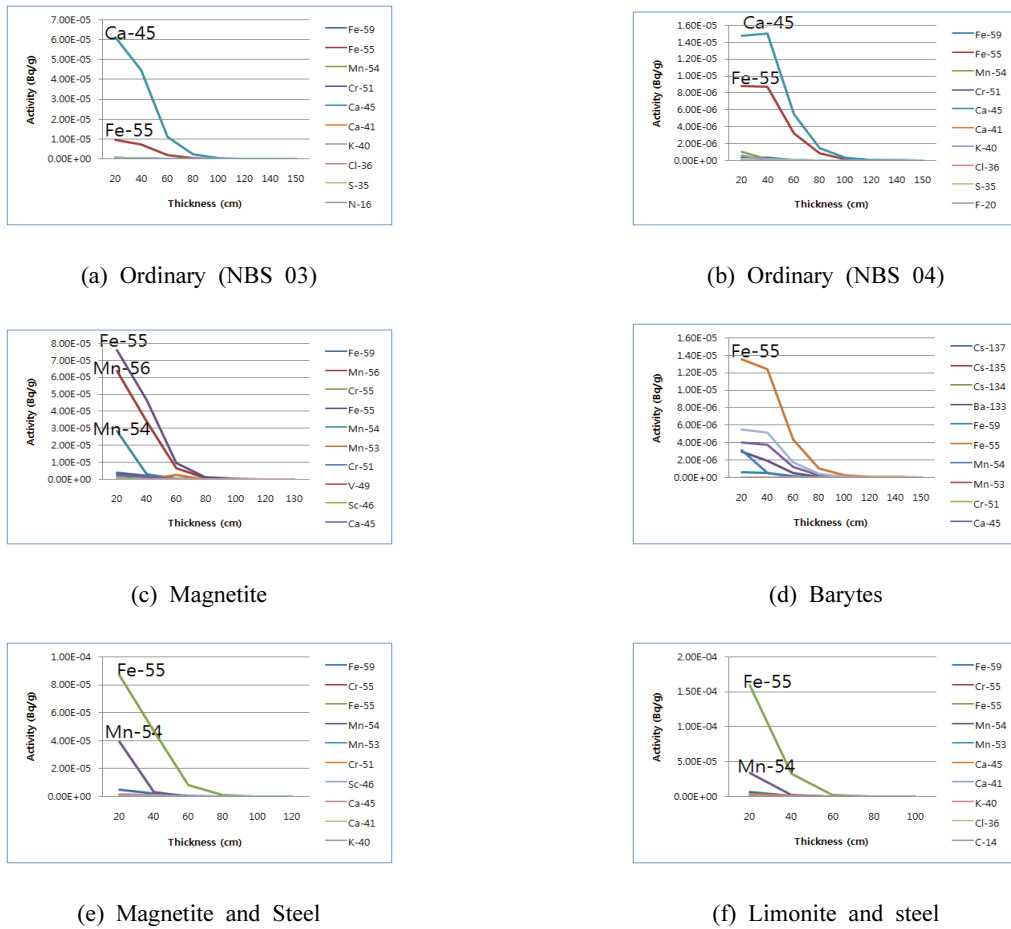 7.00E-05
6.00E-05
5.00E-05
4.00E-05
3.00E-05
2.00E-05
1.00E-05
0.00E+00
Activity (Bq/g)
Ca-45
Fe-55
20 40 60 80 100 120 150
Thickness (cm)
Fe-59
Fe-55
Mn-54
Cr-51
Ca-45
Ca-41
K-40
Cl-36
S-35
N-16
(a) Ordinary (NBS 03)
1.60E-05
1.40E-05
1.20E-05
1.00E-05
8.00E-06
6.00E-06
4.00E-06
2.00E-06
0.00E+00
Activity (Bq/g)
Ca-45
Fe-55
20 40 60 80 100 120 150
Thickness (cm)
Fe-59
Fe-55
Mn-54
Cr-51
Ca-45
Ca-41
K-40
Cl-36
S-35
F-20
(b) Ordinary (NBS 04)
8.00E-05
7.00E-05
6.00E-05
5.00E-05
4.00E-05
3.00E-05
2.00E-05
1.00E-05
0.00E+00
Activity (Bq/g)
Fe-55
Mn-56
Mn-54
20 40 60 80 100 120 130
Thickness (cm)
Fe-59
Mn-56
Cr-55
Fe-55
Mn-54
Mn-53
Cr-51
V-49
Sc-46
Ca-45
(c) Magnetite
1.60E-05
1.40E-05
1.20E-05
1.00E-05
8.00E-06
6.00E-06
4.00E-06
2.00E-06
0.00E+00
Activity (Bq/g)
Fe-55
20 40 60 80 100 120 150
Thickness (cm)
Cs-137
Cs-135
Cs-134
Ba-133
Fe-59
Fe-55
Mn-54
Mn-53
Cr-51
Ca-45
(d) Barytes
1.00E-04
8.00E-05
6.00E-05
4.00E-05
2.00E-05
0.00E+00
Activity (Bq/g)
Fe-55
Mn-54
20 40 60 80 100 120
Thickness (cm)
Fe-59
Cr-55
Fe-55
Mn-54
Mn-53
Cr-51
Sc-46
Ca-45
Ca-41
K-40
(e) Magnetite and Steel
2.00E-04
1.50E-04
1.00E-04
5.00E-05
0.00E+00
Activity (Bq/g)
Fe-55
Mn-54
20 40 60 80 100
Thickness (cm)
Fe-59
Cr-55
Fe-55
Mn-54
Mn-53
Ca-45
Ca-41
K-40
Cl-36
C-14
(f) Limonite and steel